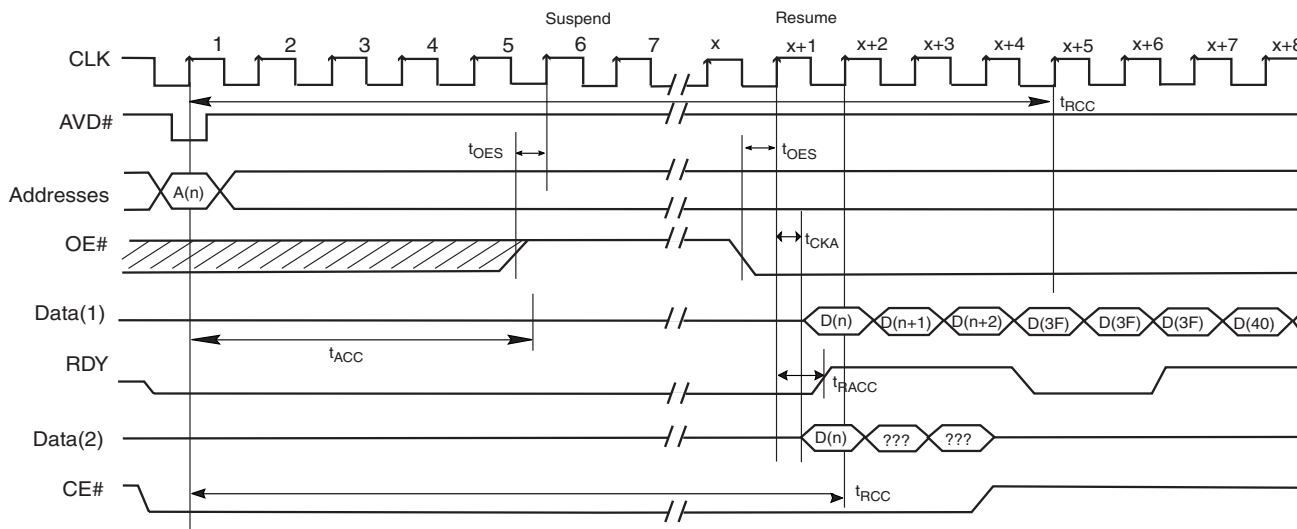 Suspend Resume
CLK 1 2 3 4 5 6 7 x x+1 x+2 x+3 x+4 x+5 x+6 x+7 x+8
tRCC
AVD#
tOES tOES
Addresses A(n)
OE# tCKA
Data(1) D(n) D(n+1) D(n+2) D(3F) D(3F) D(3F) D(40)
tACC
RDY tRACC
Data(2) D(n) ??? ???
CE# tRCC